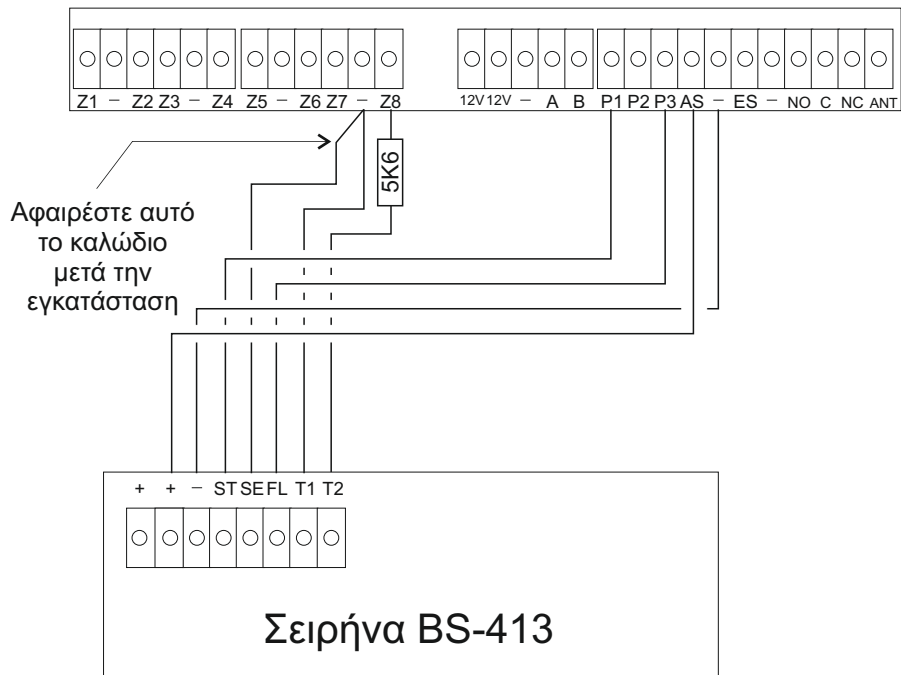 Z1 – Z2 Z3 – Z4 Z5 – Z6 Z7 – Z8 12V 12V – A B P1 P2 P3 AS – ES – NO C NC ANT
5K6
Αφαιρέστε αυτό
το καλώδιο
μετά την
εγκατάσταση
+ + – ST SE FL T1 T2
Σειρήνα BS-413